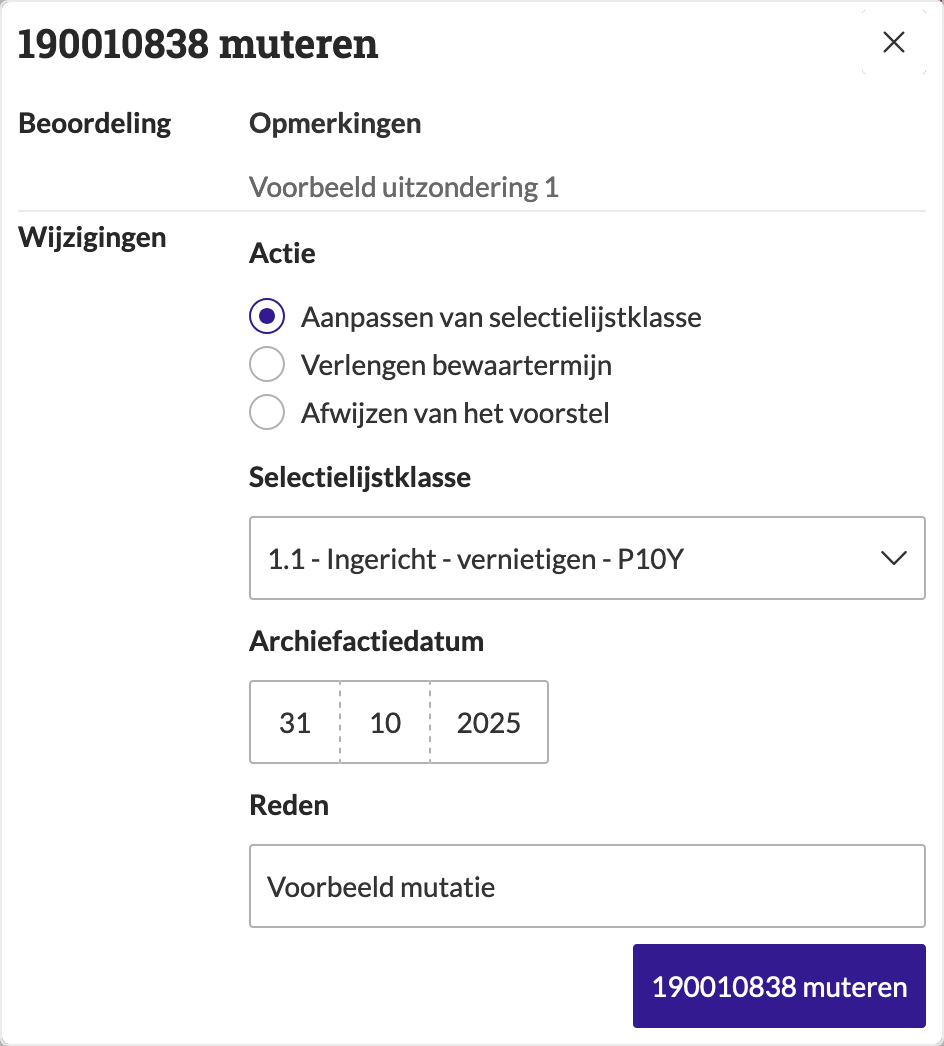 190010838 muteren
Beoordeling
Opmerkingen
Voorbeeld uitzondering 1
Wijzigingen
Actie
Aanpassen van selectielijstklasse
Verlengen bewaartermijn
Afwijzen van het voorstel
Selectielijstklasse
1.1 - Ingericht - vernietigen - P10Y
Archiefactiedatum
31 10 2025
Reden
Voorbeeld mutatie
190010838 muteren